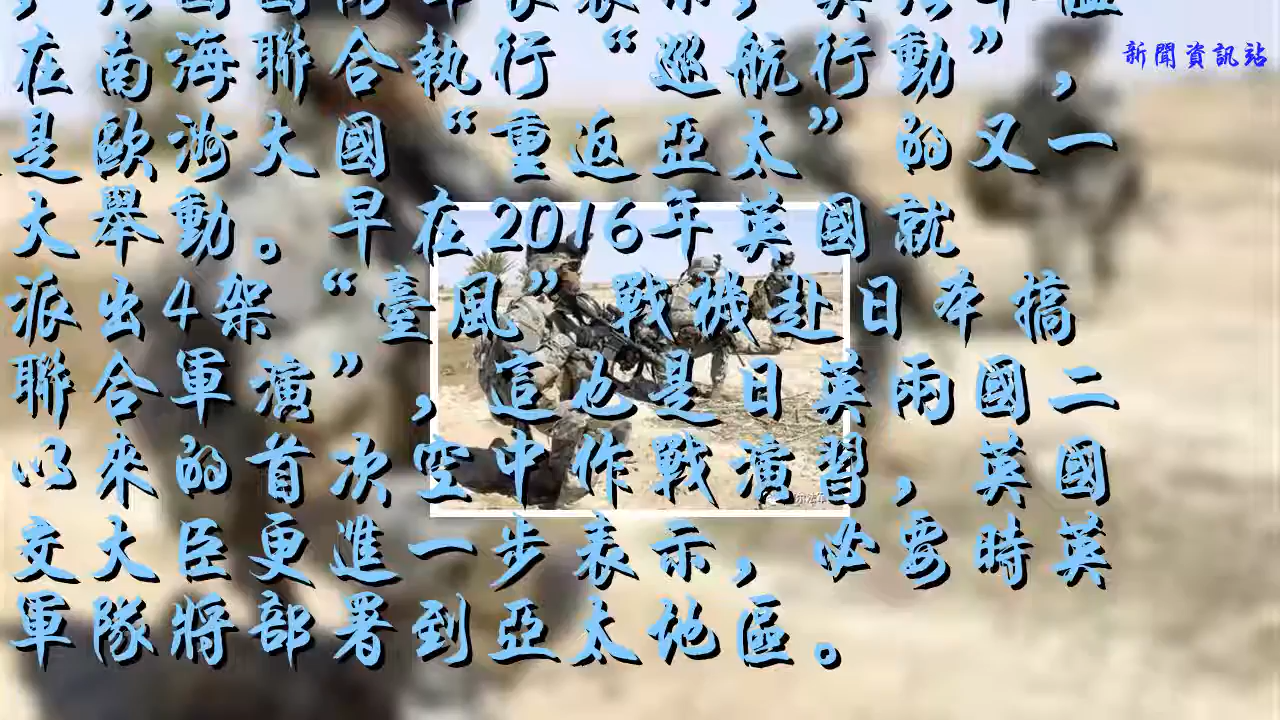 在南海聯合執行“巡航行動”，
是歐洲大國“重返亞太”的又一
大舉動。早在2016年英國就
派出4架“臺風”戰機赴日本搞
聯合軍演”，這也是日英兩國二
以來的首次空中作戰演習，英國
交大臣更進一步表示，必要時英
軍隊將部署到亞太地區。
新聞資訊站